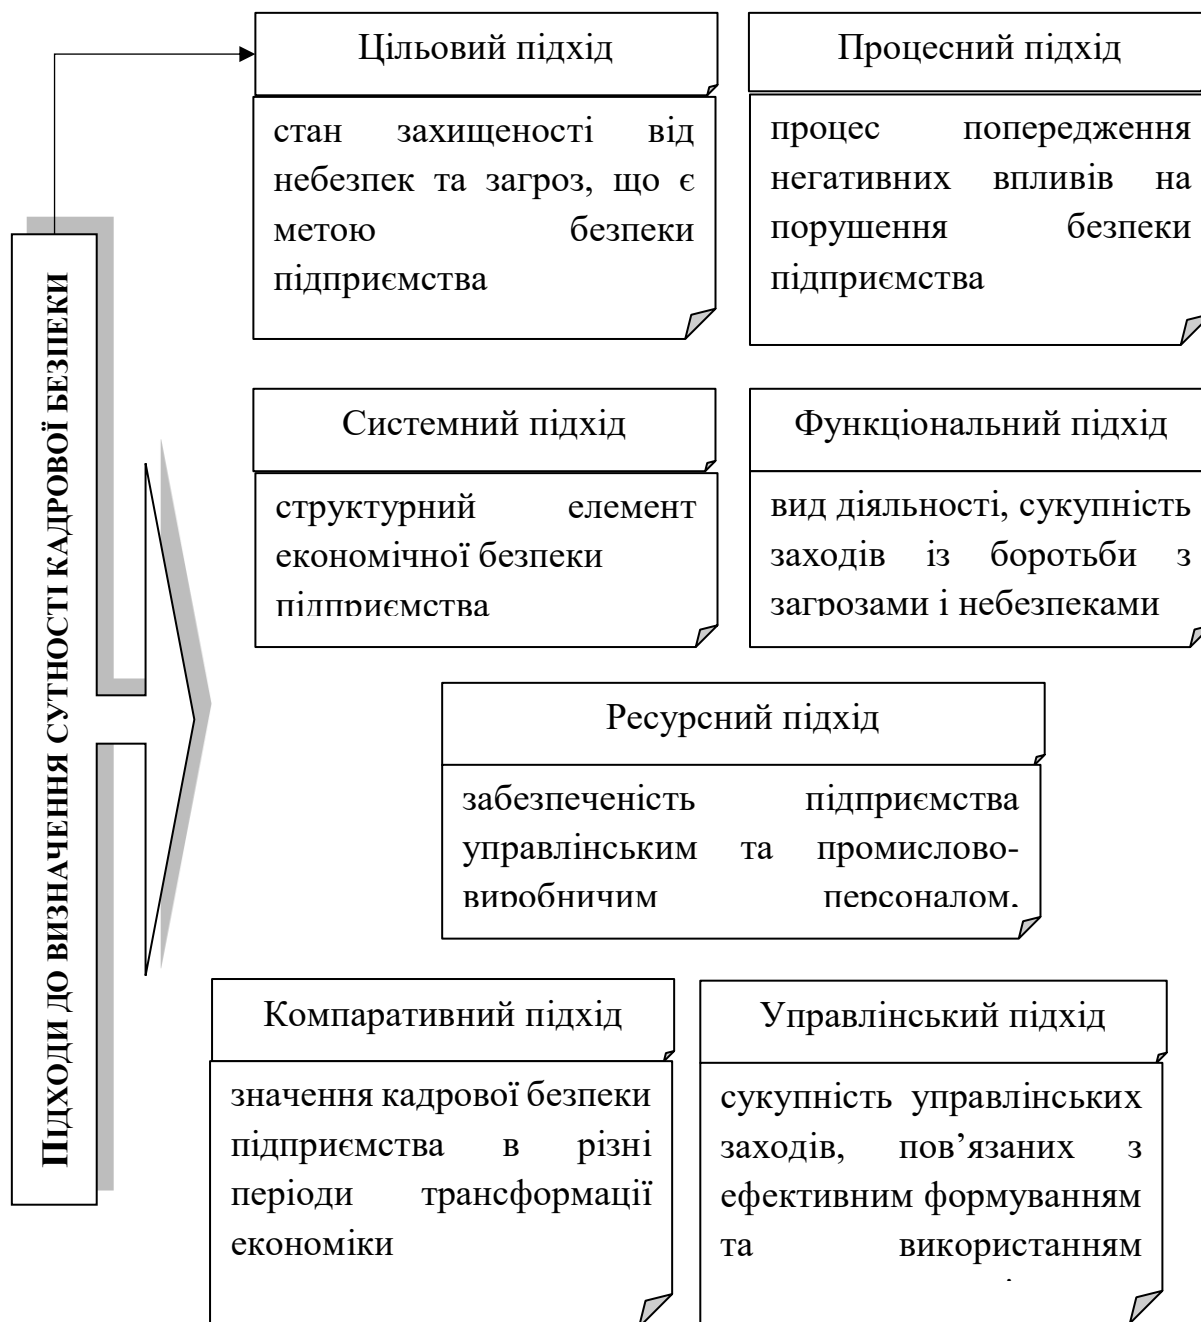 ПІДХОДИ ДО ВИЗНАЧЕННЯ СУТНОСТІ КАДРОВОЇ БЕЗПЕКИ
Цільовий підхід
стан захищеності від
небезпек та загроз, що є
метою безпеки
підприємства
Процесний підхід
процес попередження
негативних впливів на
порушення безпеки
підприємства
Системний підхід
структурний елемент
економічної безпеки
підприємства
Функціональний підхід
вид діяльності, сукупність
заходів із боротьби з
загрозами і небезпеками
Ресурсний підхід
забезпеченість підприємства
управлінським та промислово-
виробничим персоналом,
Компаративний підхід
значення кадрової безпеки
підприємства в різні
періоди трансформації
економіки
Управлінський підхід
сукупність управлінських
заходів, пов’язаних з
ефективним формуванням
та використанням